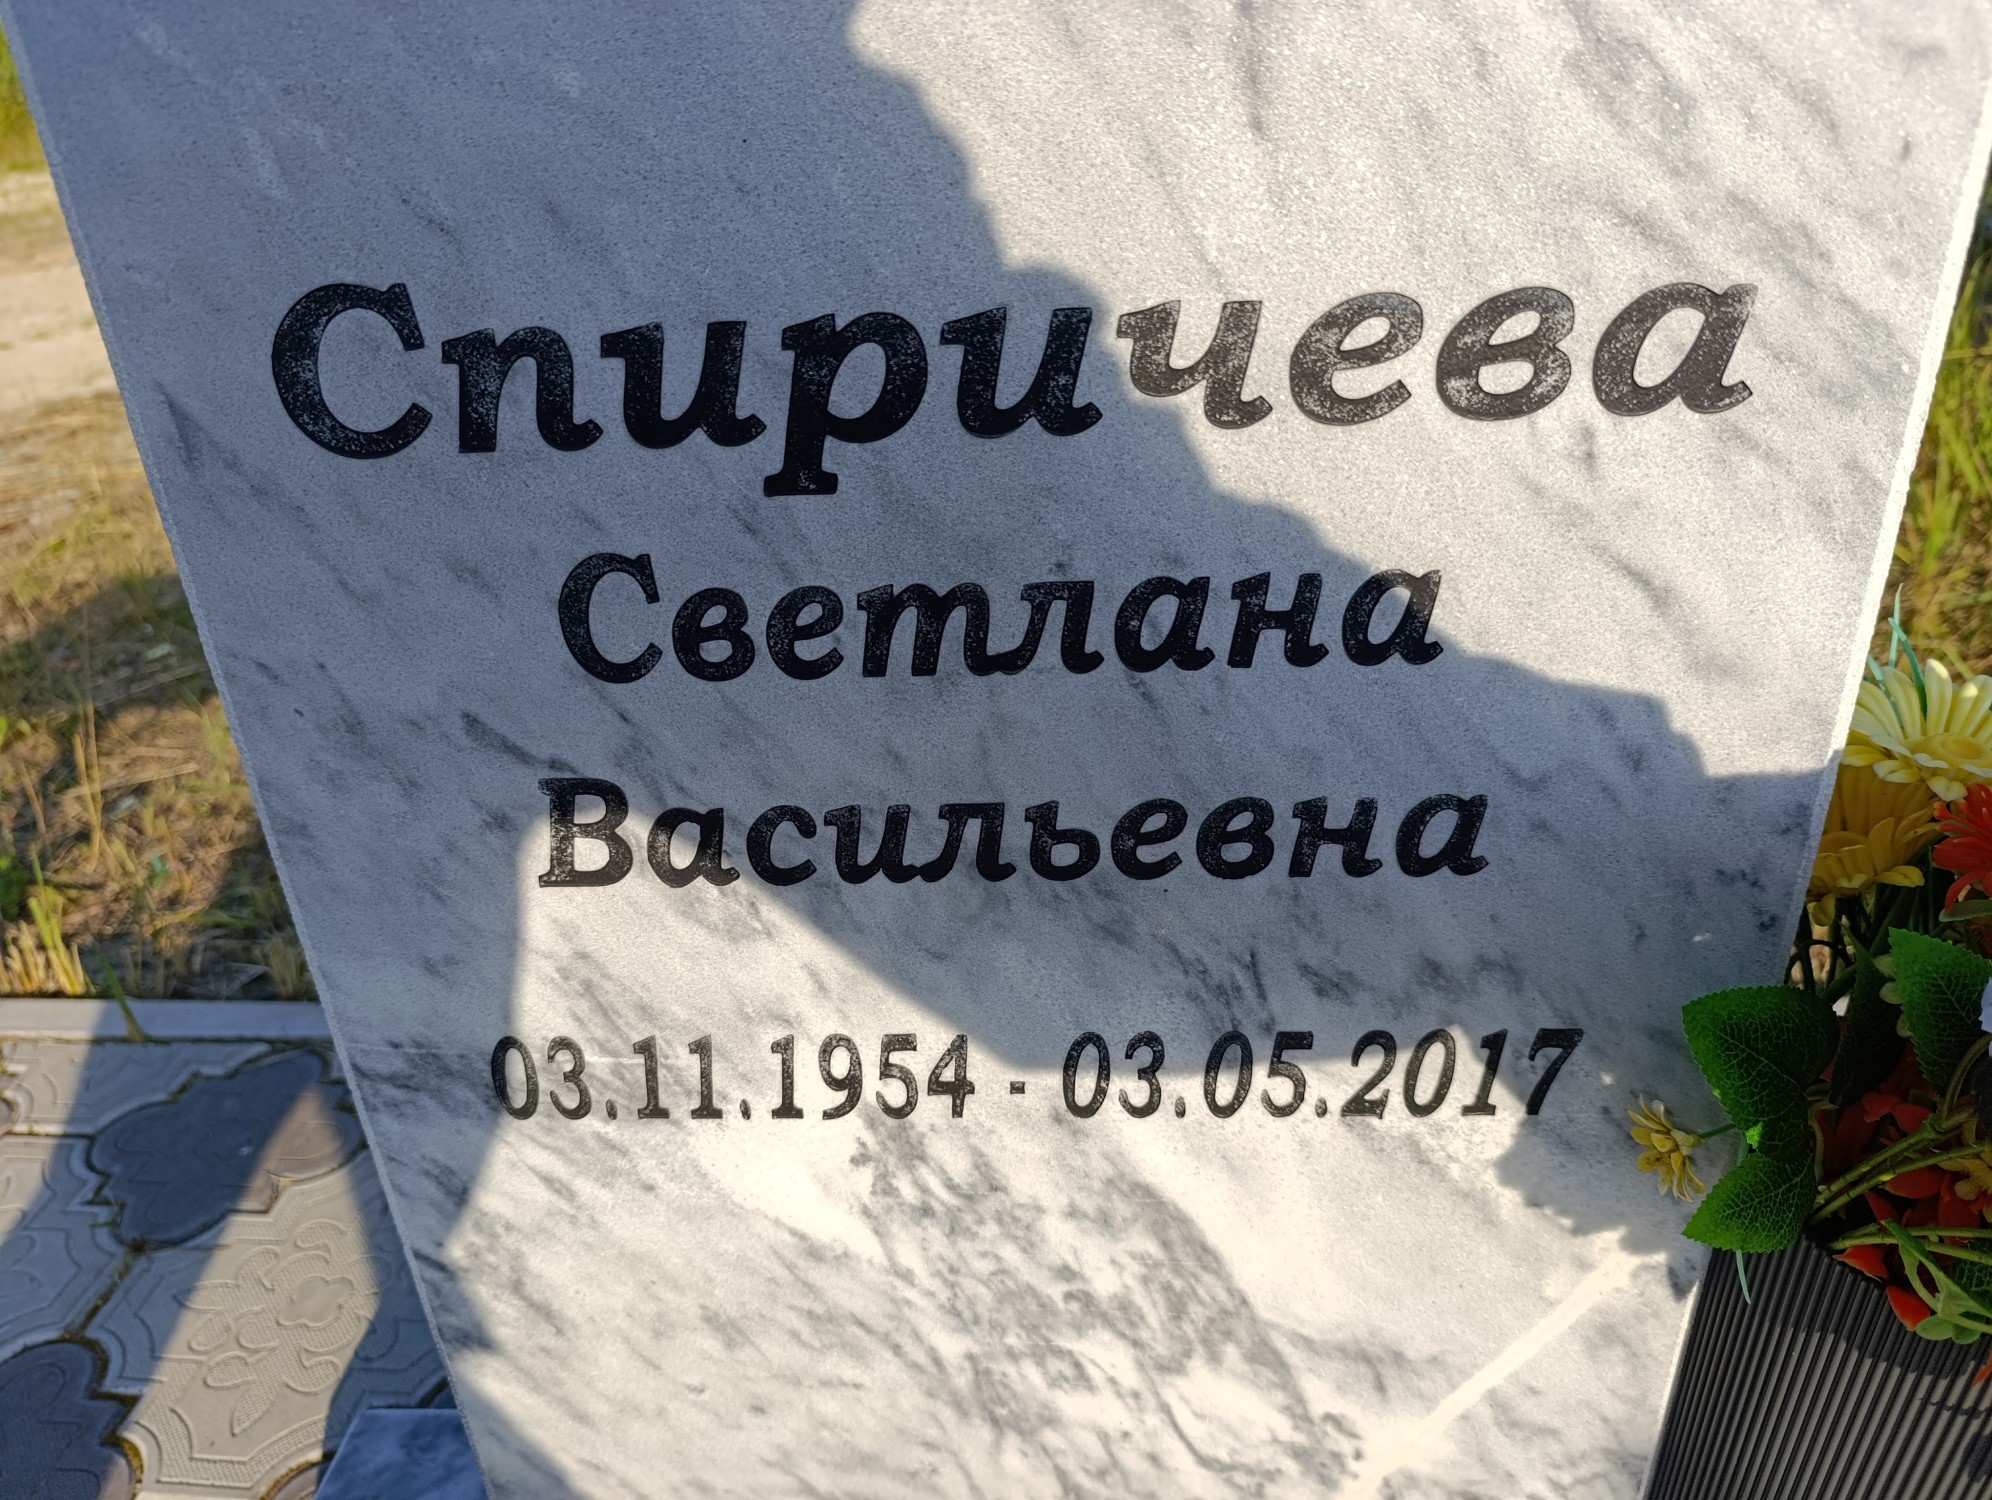 Спиричева
Светлана
Васильевна
03.11.1954 - 03.05.2017